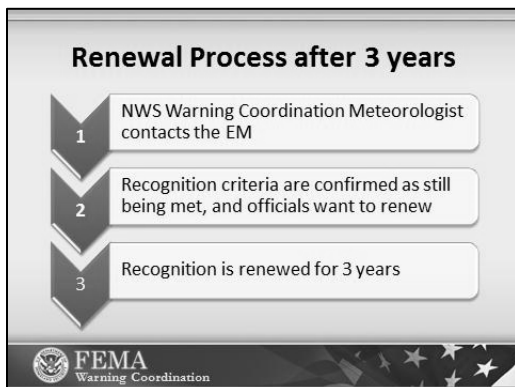 Renewal Process after 3 years
1
NWS Warning Coordination Meteorologist
contacts the EM
2
Recognition criteria are confirmed as still
being met, and officials want to renew
3
Recognition is renewed for 3 years
FEMA
Warning Coordination